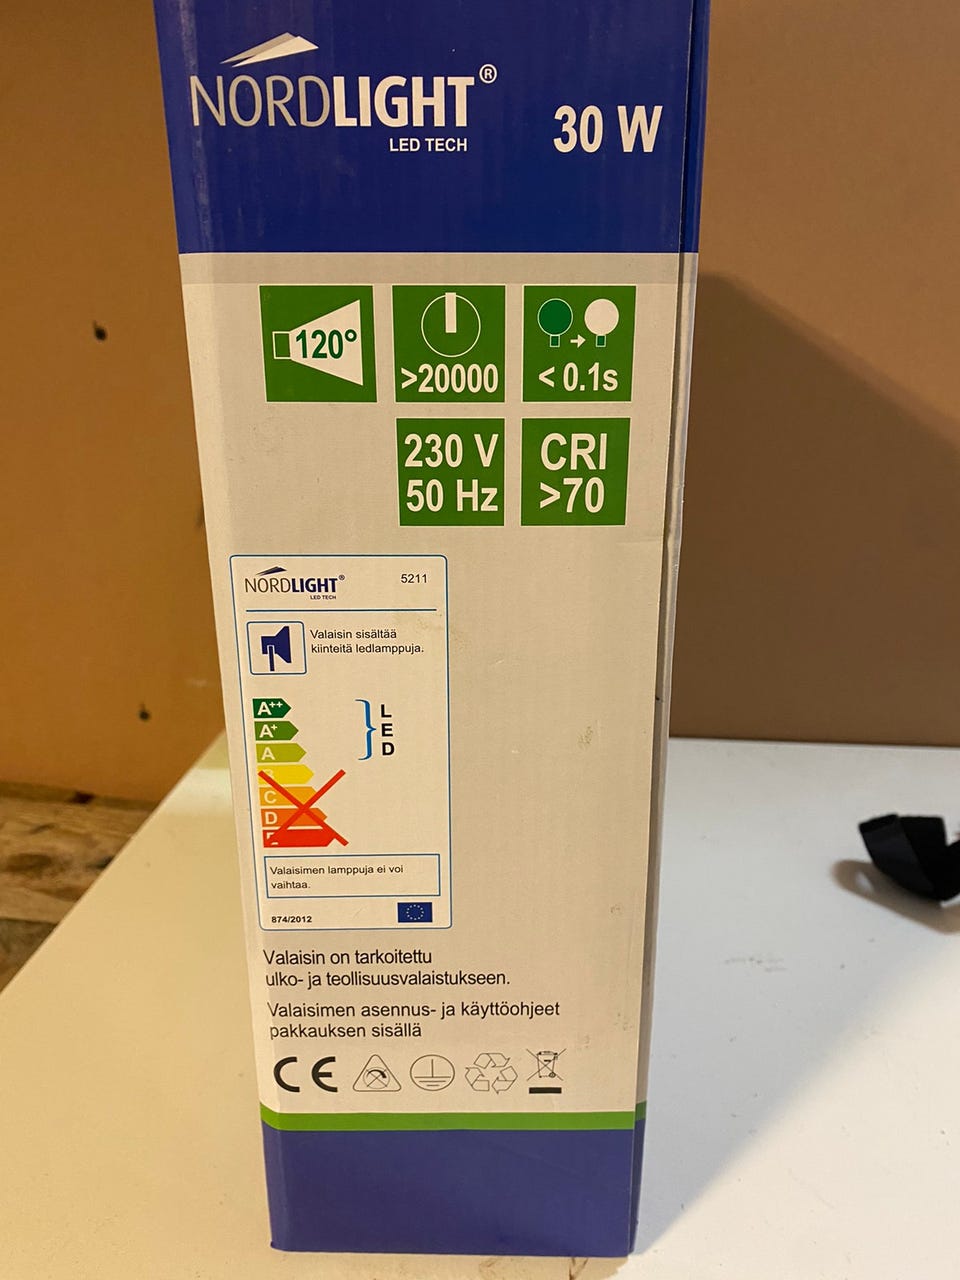 NORDLIGHT®
LED TECH
30 W
120°
>20000
< 0.1s
230 V
50 Hz
CRI
>70
NORDLIGHT®
LED TECH
5211
Valaisin sisältää
kiinteitä ledlamppuja.
A++
A+
A
B
C
D
L
E
D
Valaisimen lamppuja ei voi
vaihtaa.
874/2012
Valaisin on tarkoitettu
ulko- ja teollisuusvalaistukseen.
Valaisimen asennus- ja käyttöohjeet
pakkauksen sisällä
CE